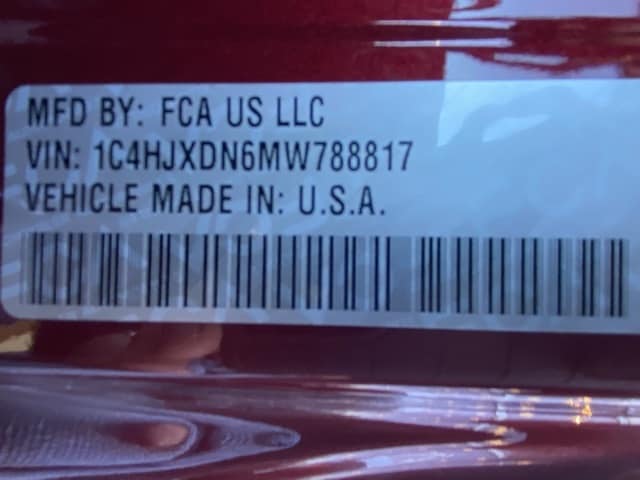 MFD BY: FCA US LLC
VIN: 1C4HJXDN6MW788817
VEHICLE MADE IN: U.S.A.